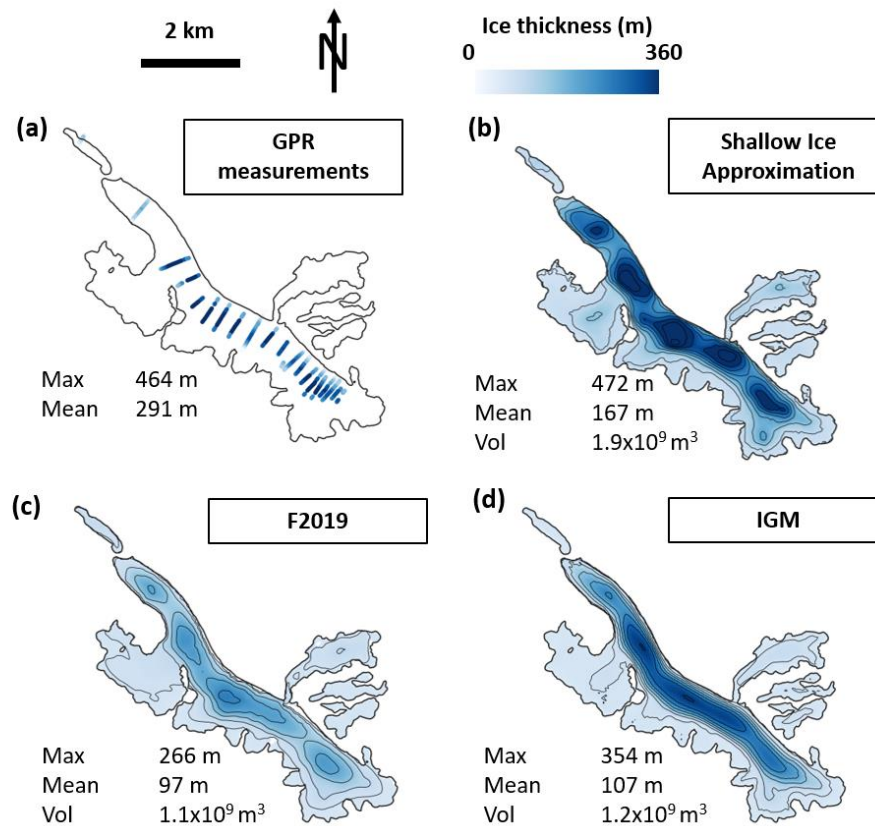 2 km
N
Ice thickness (m)
0 360
(a)
GPR
measurements
Max 464 m
Mean 291 m
(b)
Shallow Ice
Approximation
Max 472 m
Mean 167 m
Vol 1.9x10⁹ m³
(c)
F2019
Max 266 m
Mean 97 m
Vol 1.1x10⁹ m³
(d)
IGM
Max 354 m
Mean 107 m
Vol 1.2x10⁹ m³